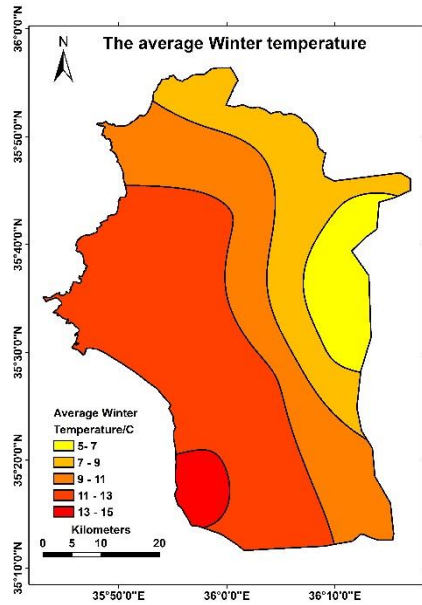 The average Winter temperature
N
36°0'0"N
35°50'0"N
35°40'0"N
35°30'0"N
35°20'0"N
35°10'0"N
Average Winter
Temperature/C
5- 7
7 - 9
9 - 11
11 - 13
13 - 15
Kilometers
0 5 10 20
35°50'0"E 36°0'0"E 36°10'0"E